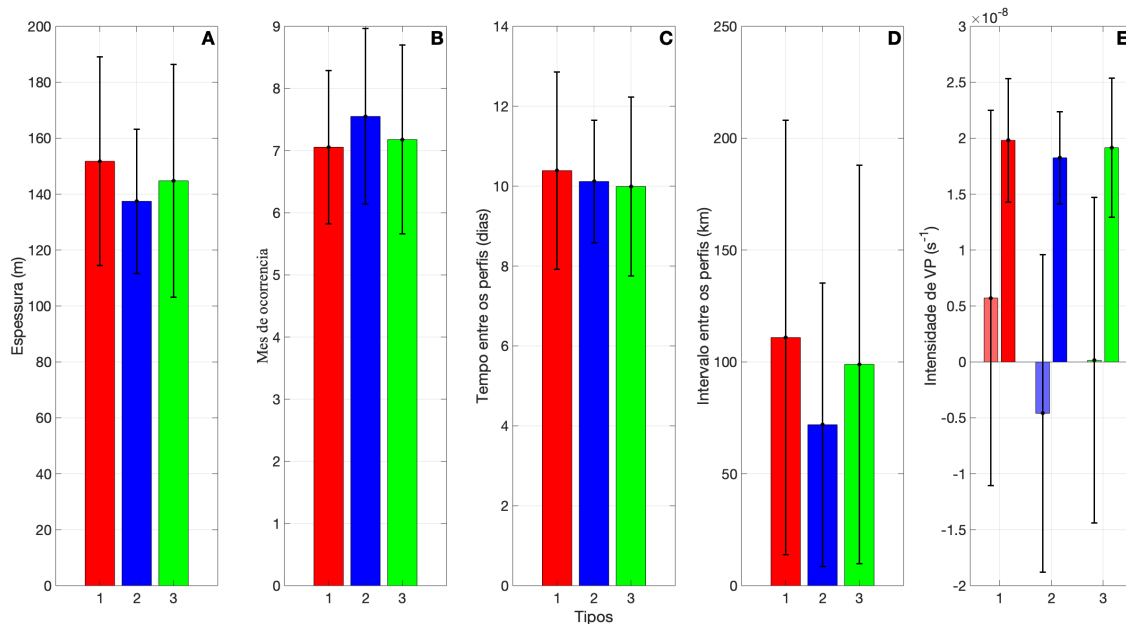 A
Espessura (m)
200
180
160
140
120
100
80
60
40
20
0
1 2 3
B
Mes de ocorrencia
9
8
7
6
5
4
3
2
1
0
1 2 3
C
Tempo entre os perfis (dias)
14
12
10
8
6
4
2
0
1 2 3
Tipos
D
Intervalo entre os perfis (km)
250
200
150
100
50
0
1 2 3
×10⁻⁸
E
Intensidade de VP (s⁻¹)
3
2.5
2
1.5
1
0.5
0
-0.5
-1
-1.5
-2
1 2 3